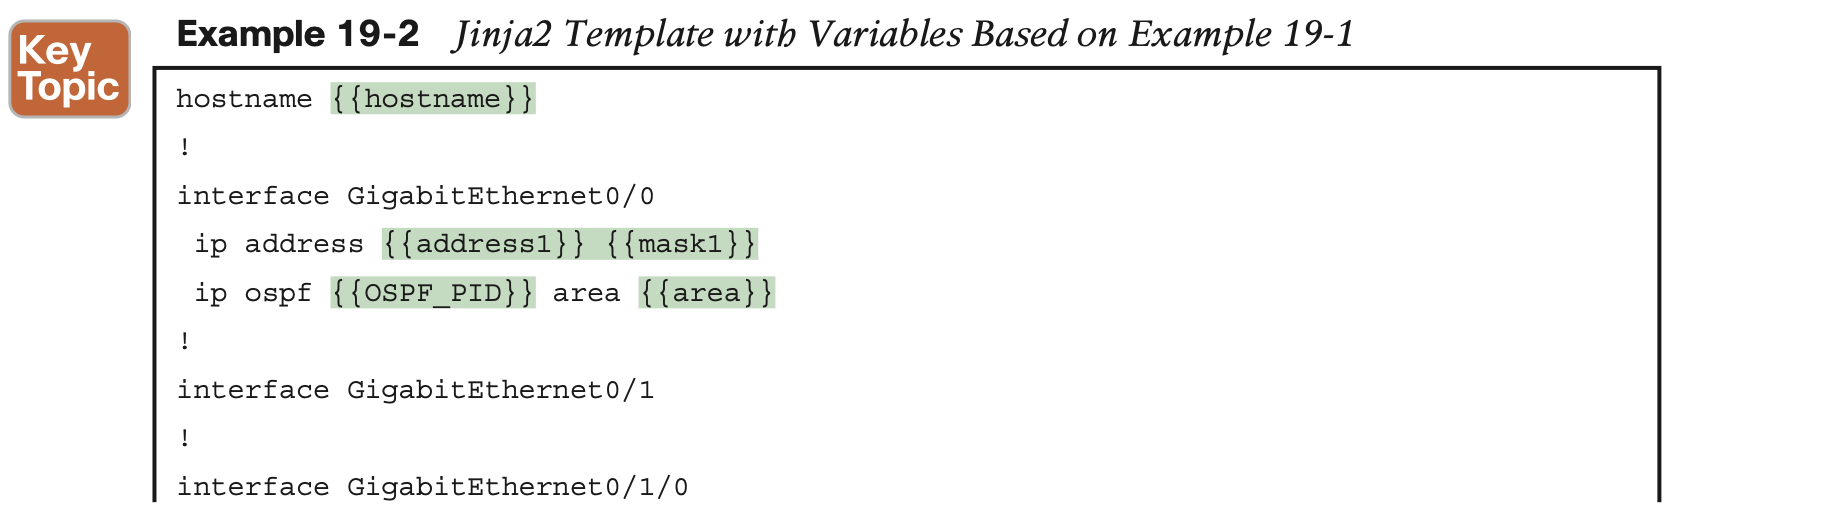 Key
Topic
Example 19-2 Jinja2 Template with Variables Based on Example 19-1
hostname {{hostname}}
!
interface GigabitEthernet0/0
 ip address {{address1}} {{mask1}}
 ip ospf {{OSPF_PID}} area {{area}}
!
interface GigabitEthernet0/1
!
interface GigabitEthernet0/1/0